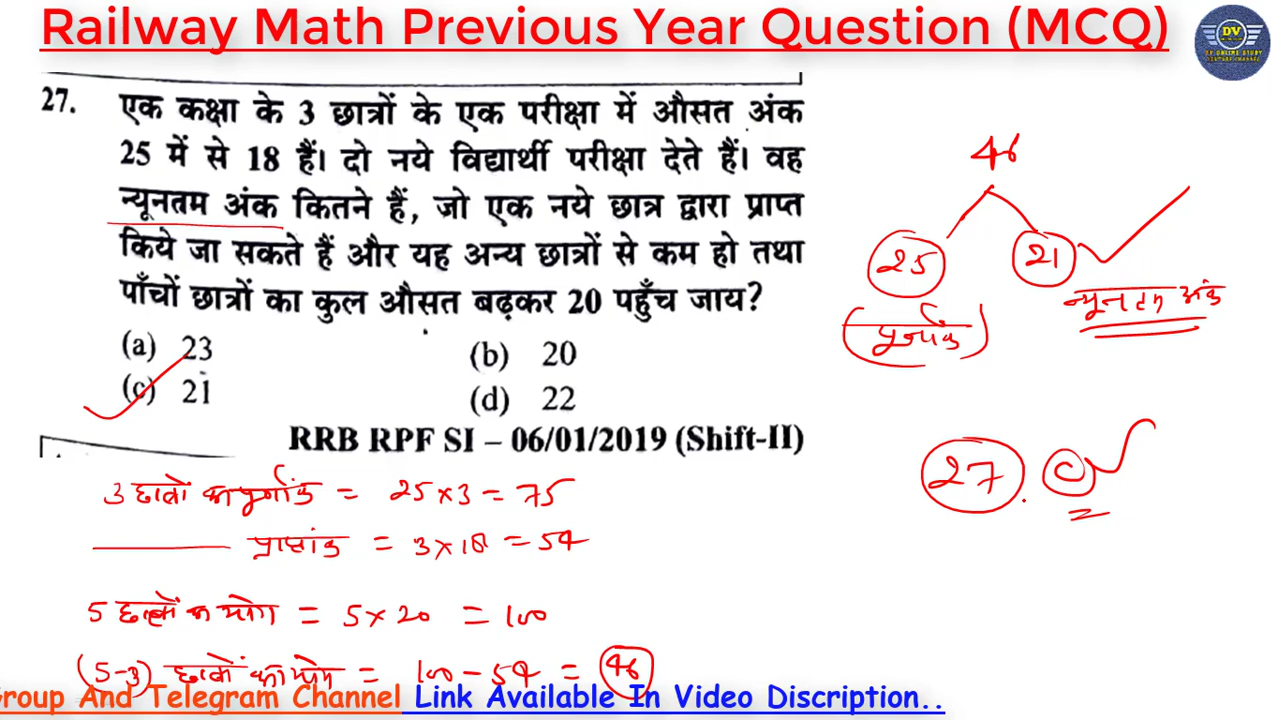 Railway Math Previous Year Question (MCQ)
DV
27. एक कक्षा के 3 छात्रों के एक परीक्षा में औसत अंक
25 में से 18 हैं। दो नये विद्यार्थी परीक्षा देते हैं। वह
न्यूनतम अंक कितने हैं, जो एक नये छात्र द्वारा प्राप्त
किये जा सकते हैं और यह अन्य छात्रों से कम हो तथा
पाँचों छात्रों का कुल औसत बढ़कर 20 पहुँच जाय?
(a) 23 (b) 20
(c) 21 (d) 22
RRB RPF SI – 06/01/2019 (Shift-II)
46
25 21
(पूर्णांक) न्यूनतम अंक
27. c
3 छात्रों का पूर्णांक = 25×3 = 75
प्राप्तांक = 3×18 = 54
5 छात्रों का योग = 5×20 = 100
(5-3) छात्रों का योग = 100-54 = 46
Group And Telegram Channel Link Available In Video Discription..